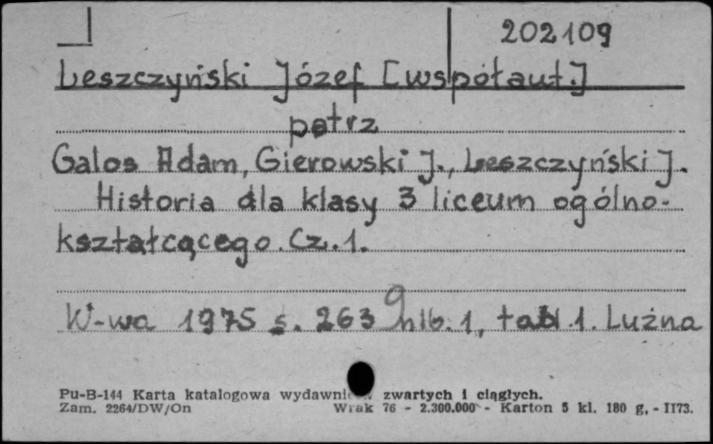 202109
Leszczyński Józef [współaut.]
patrz
Galos Adam, Gierowski J., Leszczyński J.
Historia dla klasy 3 liceum ogólno-
kształcącego. Cz. 1.
W-wa 1975 s. 263 nlb. 1, tabl. 1. Luźna
Pu-B-144 Karta katalogowa zwartych i ciągłych.
Zam. 2264/DW/On Wrak 76 - 2.300.000 - Karton 5 kl. 180 g. - II73.